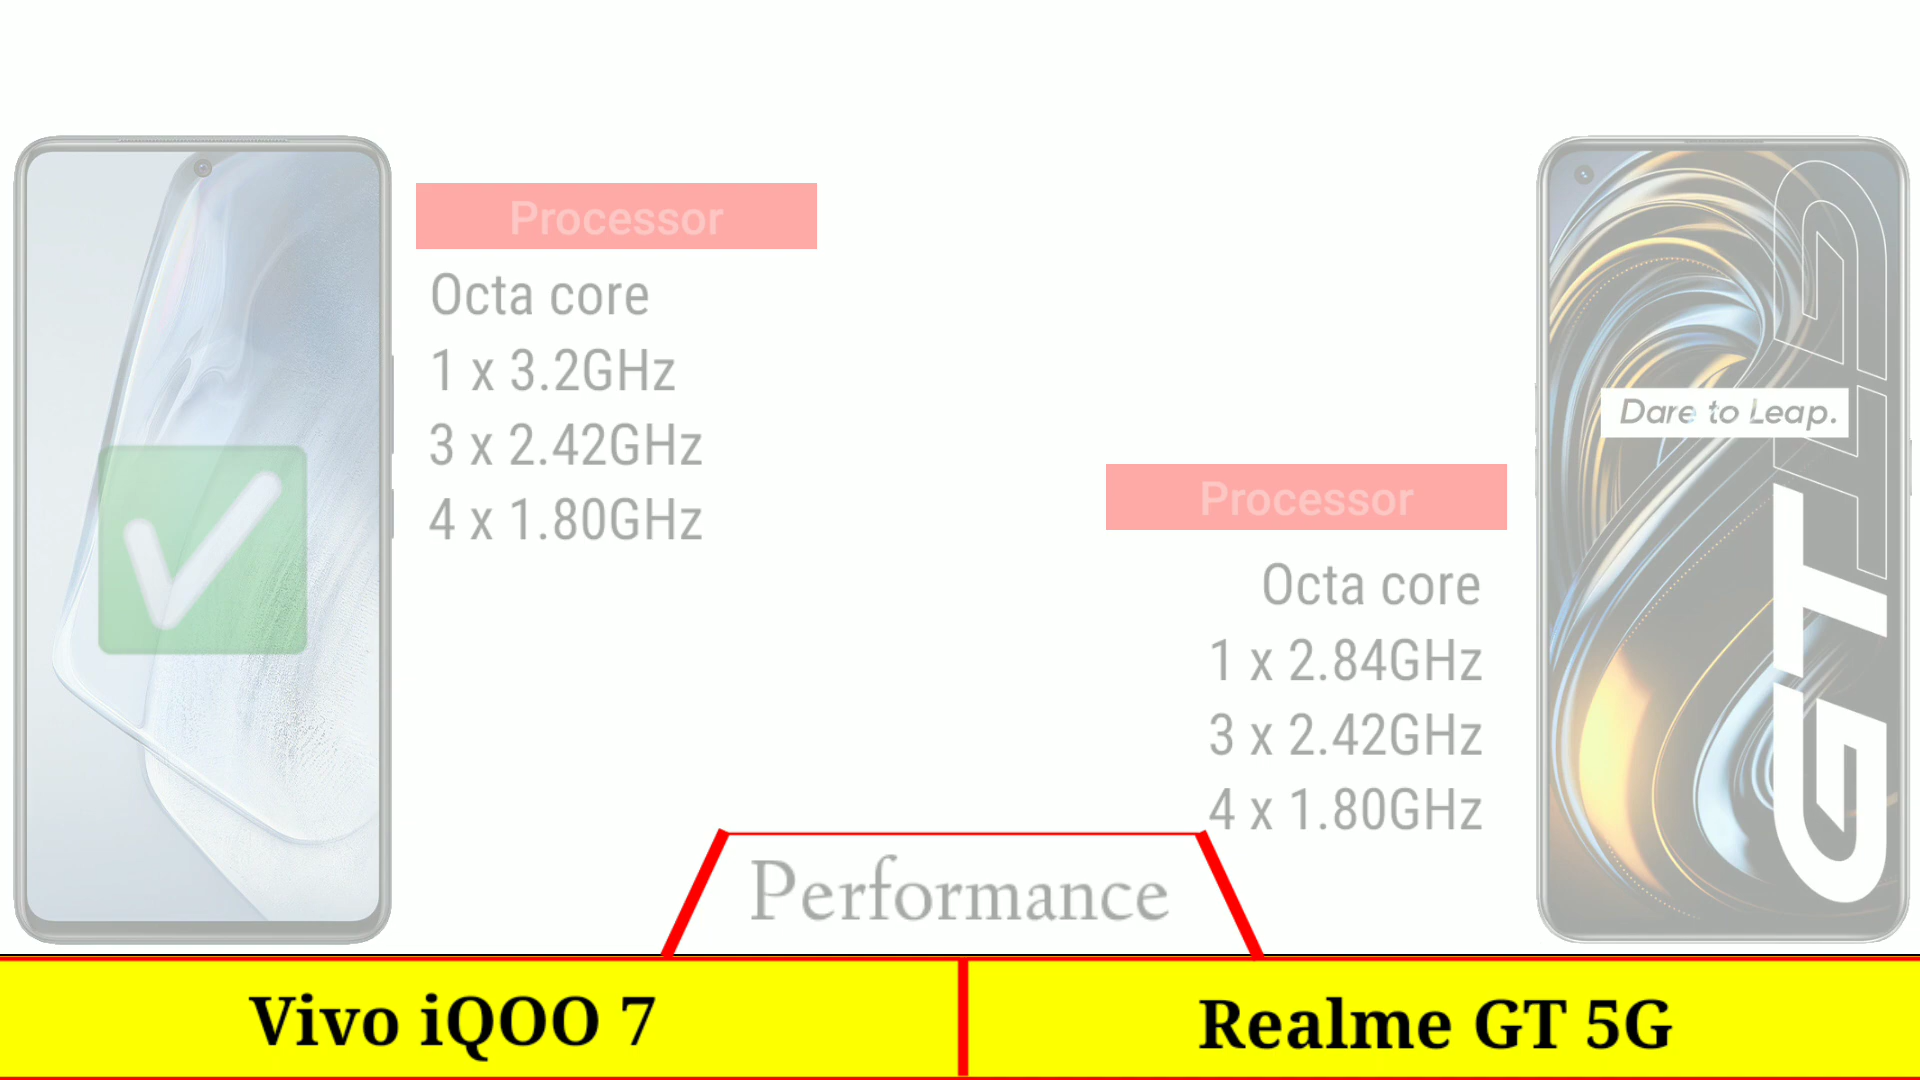 Processor
Octa core
1 x 3.2GHz
3 x 2.42GHz
4 x 1.80GHz
Dare to Leap.
GT
GT
Processor
Octa core
1 x 2.84GHz
3 x 2.42GHz
4 x 1.80GHz
Performance
Vivo iQOO 7
Realme GT 5G